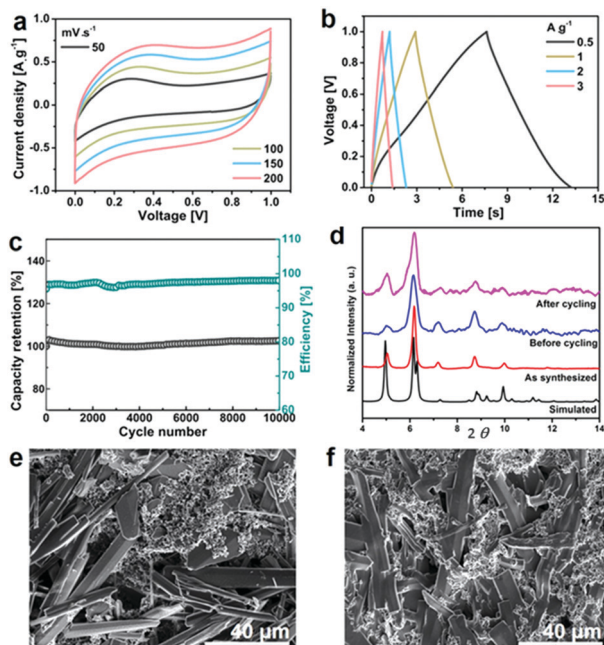 a
mV.s⁻¹
50
100
150
200
1.0
0.5
0.0
-0.5
-1.0
0.0 0.2 0.4 0.6 0.8 1.0
Current density [A.g⁻¹]
Voltage [V]
b
A g⁻¹
0.5
1
2
3
1.2
1.0
0.8
0.6
0.4
0.2
0.0
0 3 6 9 12 15
Voltage [V]
Time [s]
c
140
120
100
80
110
100
90
80
70
60
0 2000 4000 6000 8000 10000
Capacity retention [%]
Efficiency [%]
Cycle number
d
After cycling
Before cycling
As synthesized
Simulated
4 6 8 10 12 14
Normalized Intensity (a. u.)
2 θ
e
40 µm
f
40 µm